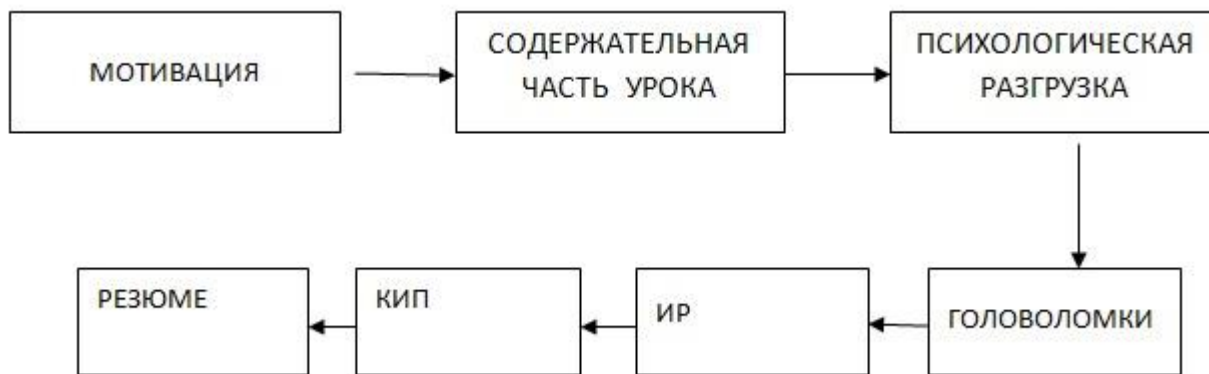 МОТИВАЦИЯ
СОДЕРЖАТЕЛЬНАЯ
ЧАСТЬ УРОКА
ПСИХОЛОГИЧЕСКАЯ
РАЗГРУЗКА
ГОЛОВОЛОМКИ
ИР
КИП
РЕЗЮМЕ